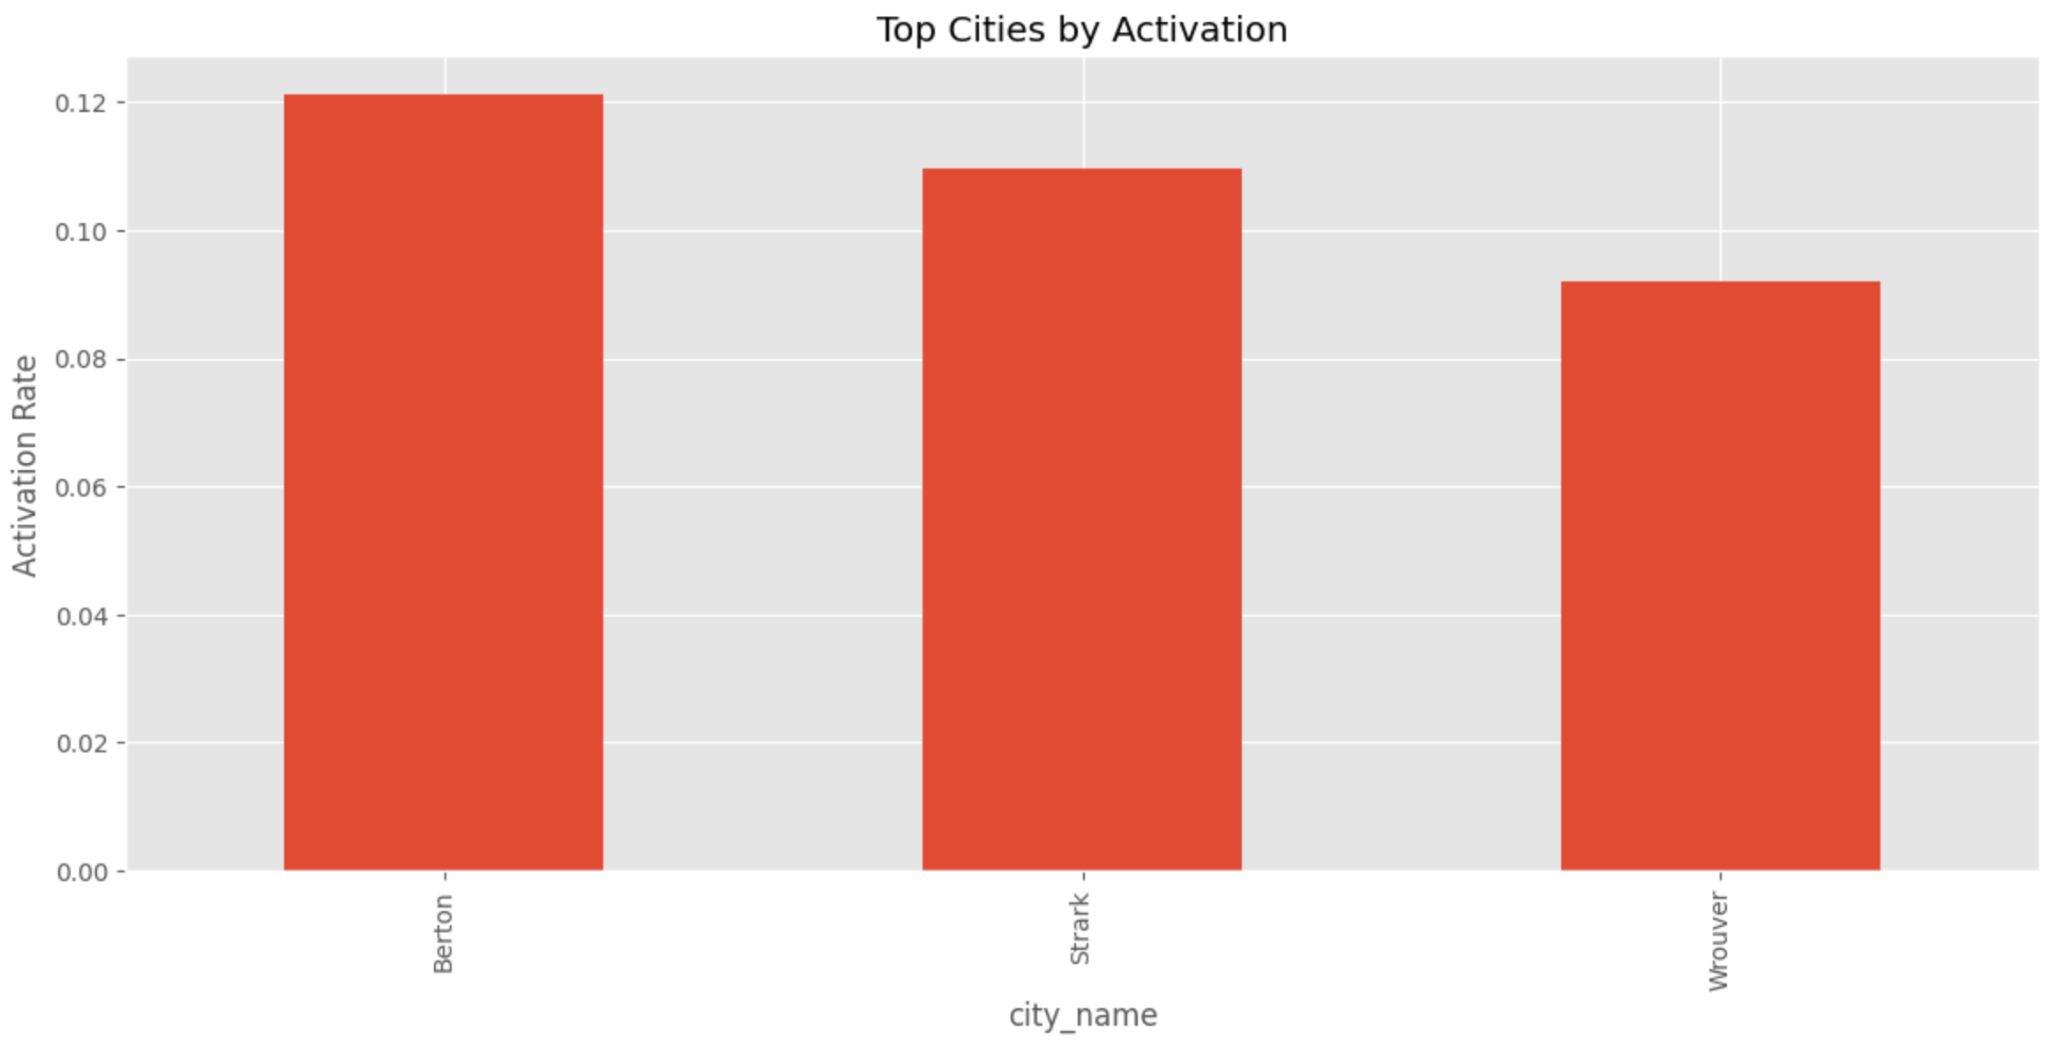 Top Cities by Activation
Activation Rate
0.12
0.10
0.08
0.06
0.04
0.02
0.00
Berton
Strark
Wrouver
city_name